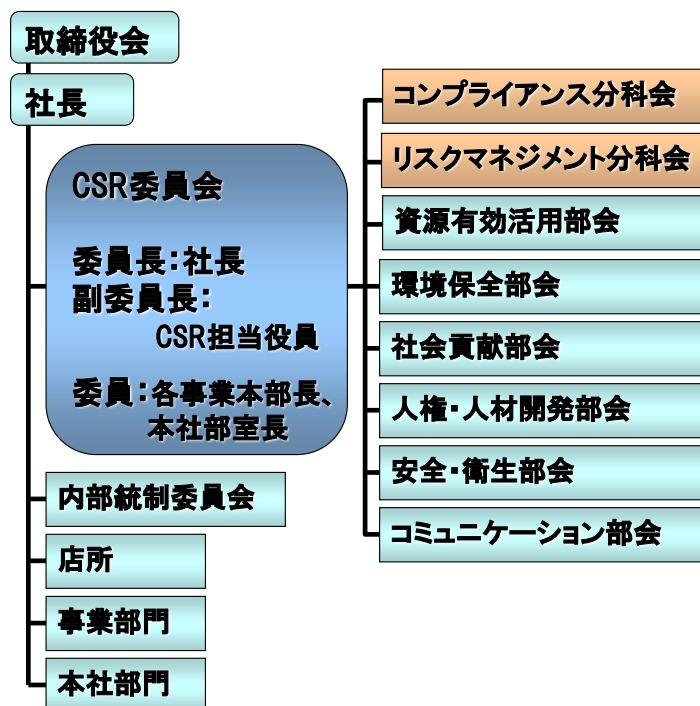 取締役会
社長
CSR委員会
委員長：社長
副委員長：
CSR担当役員
委員：各事業本部長、
本社部室長
内部統制委員会
店所
事業部門
本社部門
コンプライアンス分科会
リスクマネジメント分科会
資源有効活用部会
環境保全部会
社会貢献部会
人権・人材開発部会
安全・衛生部会
コミュニケーション部会